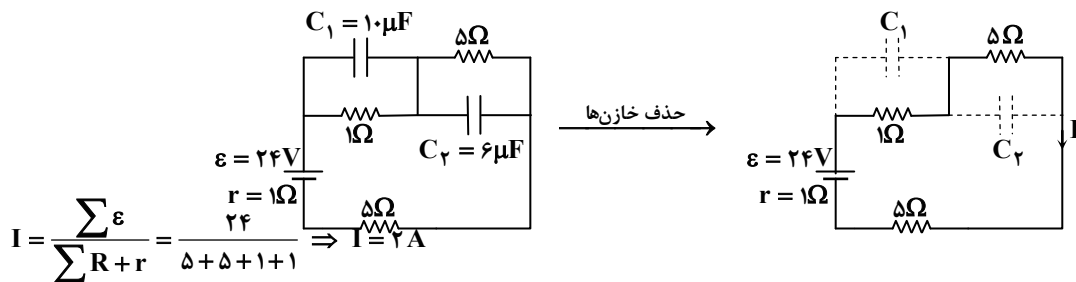 C₁ = ۱۰μF
۵Ω
۱Ω
C₂ = ۶μF
ε = ۲۴V
r = ۱Ω
۵Ω
حذف خازن‌ها
C₁
۵Ω
۱Ω
C₂
I
ε = ۲۴V
r = ۱Ω
۵Ω
I = ∑ε / ∑R + r = ۲۴ / ۵+۵+۱+۱ ⇒ I = ۲A